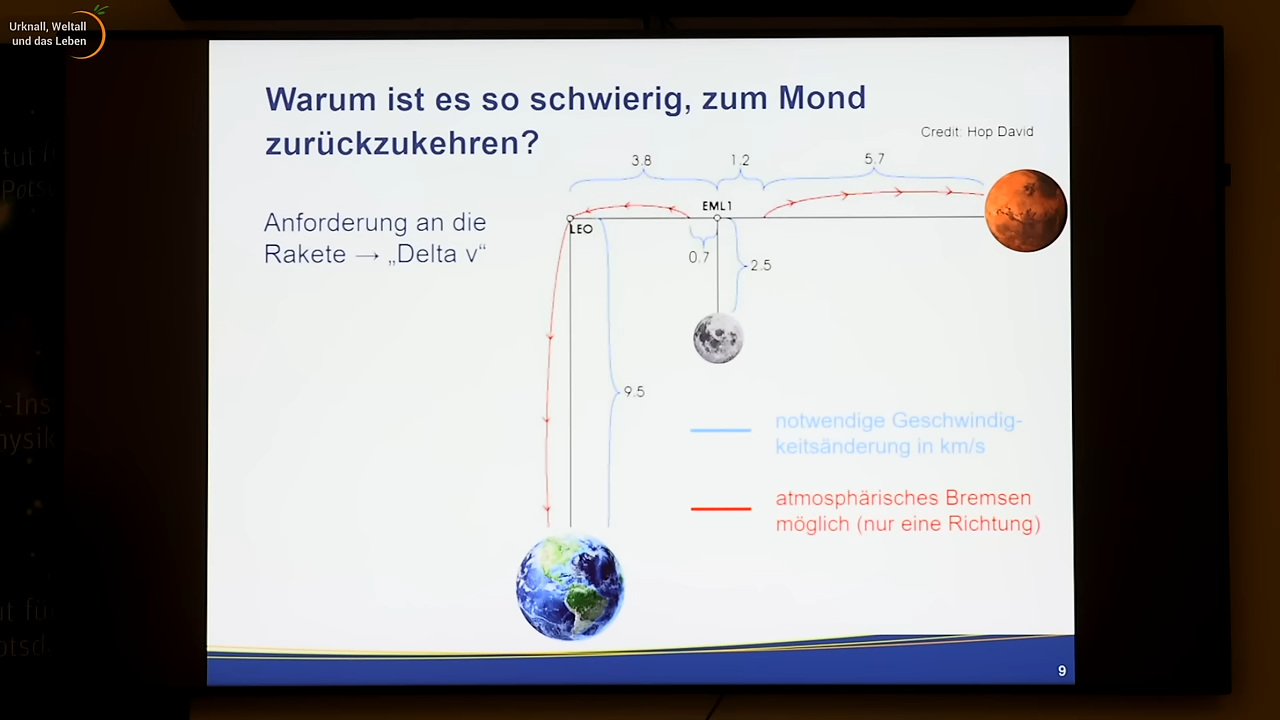 Urknall, Weltall
und das Leben
Warum ist es so schwierig, zum Mond
zurückzukehren?
Credit: Hop David
Anforderung an die
Rakete → „Delta v“
3.8
1.2
5.7
EML1
LEO
0.7
2.5
9.5
notwendige Geschwindig-
keitsänderung in km/s
atmosphärisches Bremsen
möglich (nur eine Richtung)
9